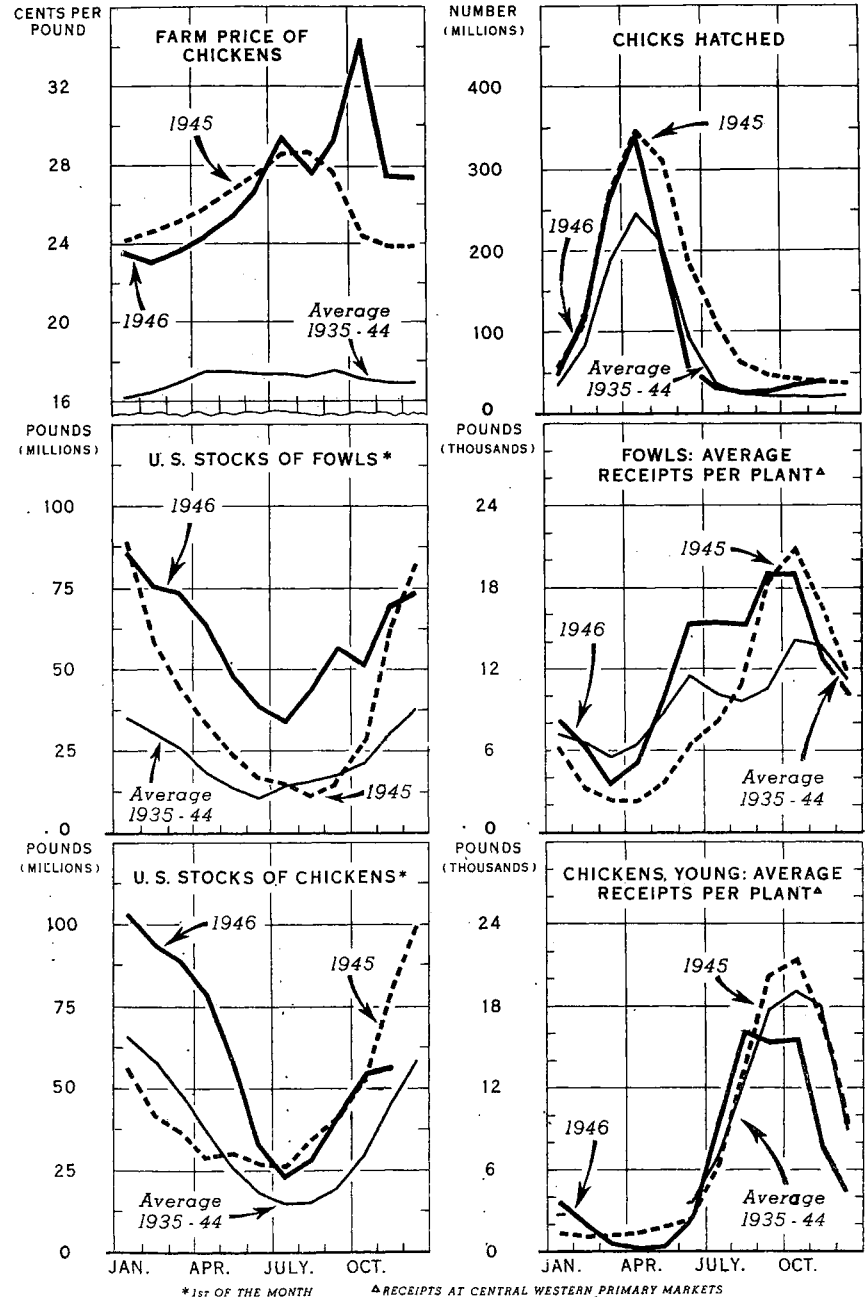 CENTS PER
POUND
FARM PRICE OF
CHICKENS
32
28
24
20
16
1945
1946
Average
1935 - 44
NUMBER
(MILLIONS)
CHICKS HATCHED
400
300
200
100
0
1945
1946
Average
1935 - 44
POUNDS
(MILLIONS)
U. S. STOCKS OF FOWLS*
100
75
50
25
0
1946
Average
1935 - 44
1945
POUNDS
(THOUSANDS)
FOWLS: AVERAGE
RECEIPTS PER PLANT△
24
18
12
6
0
1945
1946
Average
1935 - 44
POUNDS
(MILLIONS)
U. S. STOCKS OF CHICKENS*
100
75
50
25
0
1946
1945
Average
1935 - 44
JAN. APR. JULY. OCT.
POUNDS
(THOUSANDS)
CHICKENS, YOUNG: AVERAGE
RECEIPTS PER PLANT△
24
18
12
6
0
1945
1946
Average
1935 - 44
JAN. APR. JULY OCT.
*1ST OF THE MONTH
△RECEIPTS AT CENTRAL WESTERN PRIMARY MARKETS